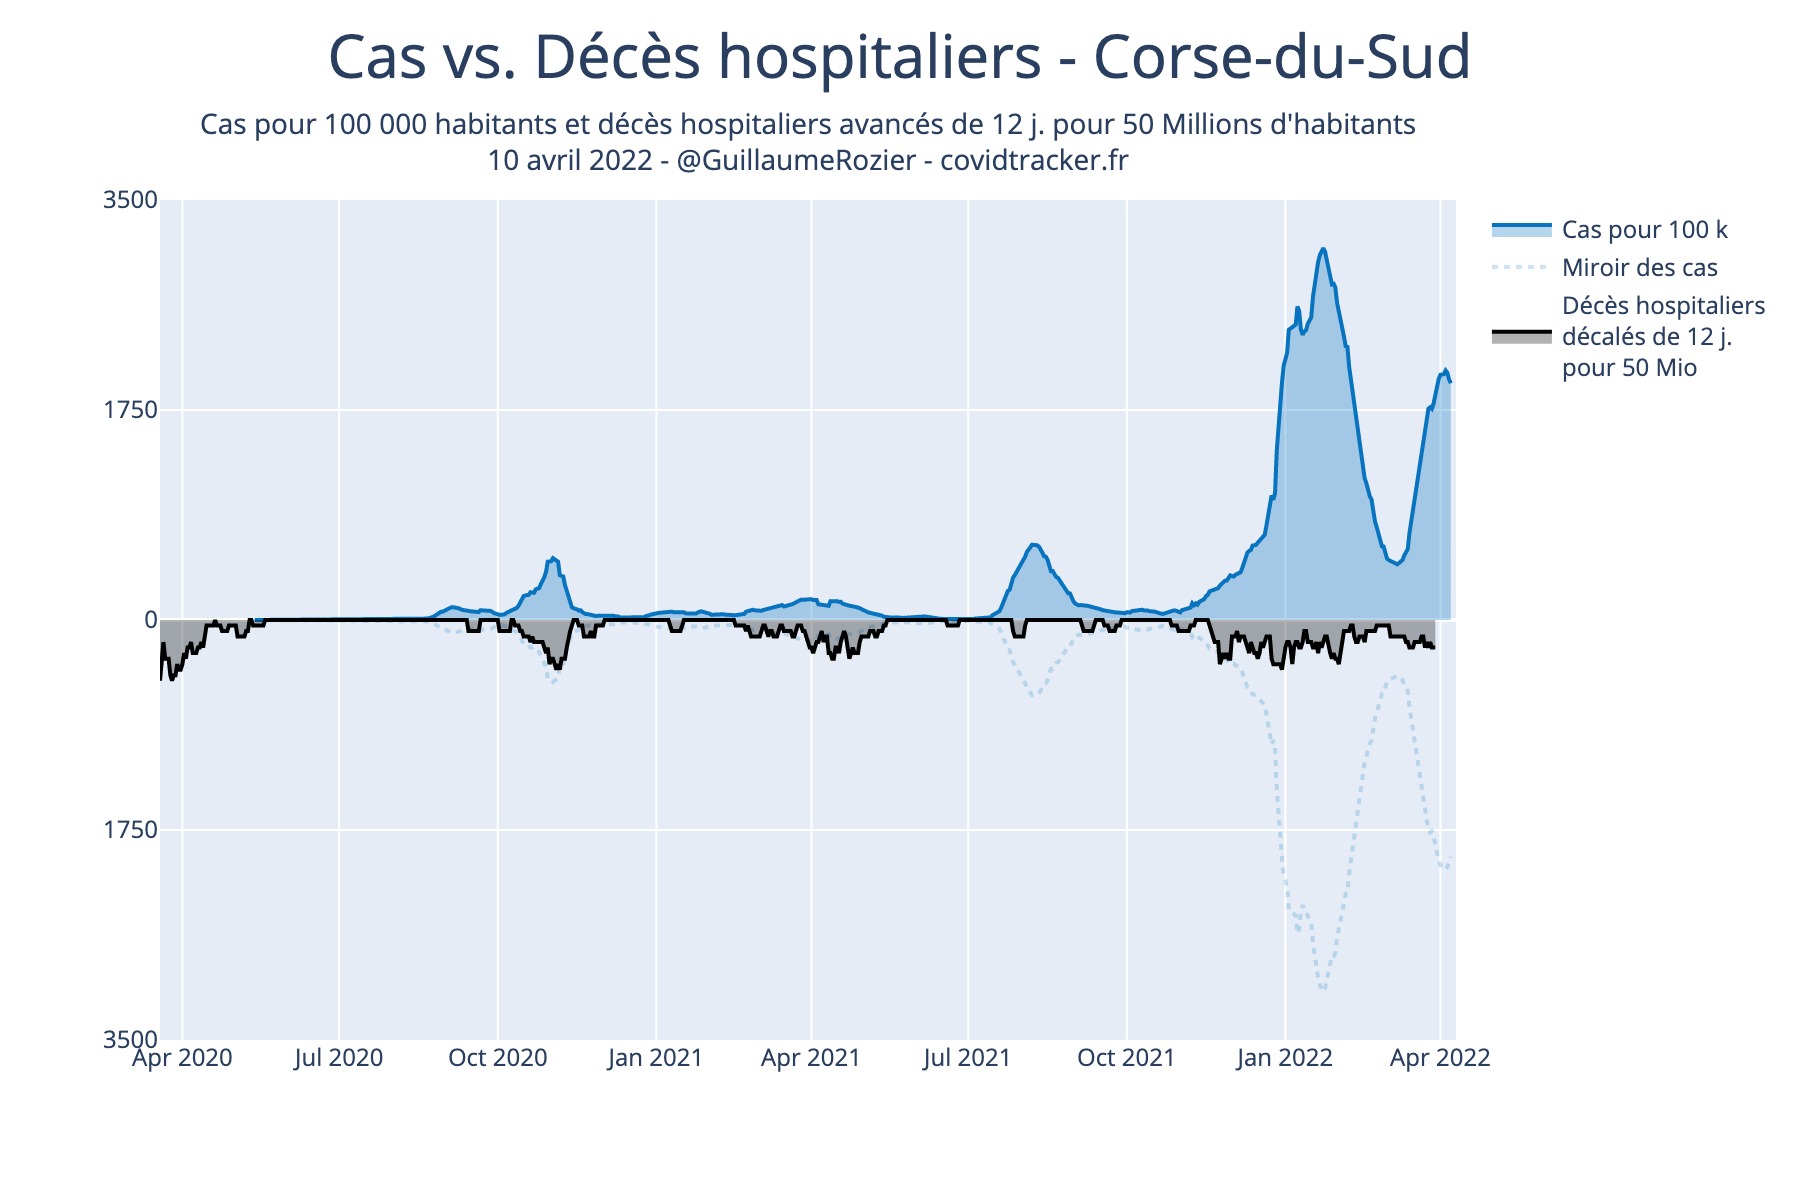 Cas vs. Décès hospitaliers - Corse-du-Sud
Cas pour 100 000 habitants et décès hospitaliers avancés de 12 j. pour 50 Millions d'habitants
10 avril 2022 - @GuillaumeRozier - covidtracker.fr
3500
1750
0
1750
3500
Apr 2020
Jul 2020
Oct 2020
Jan 2021
Apr 2021
Jul 2021
Oct 2021
Jan 2022
Apr 2022
Cas pour 100 k
Miroir des cas
Décès hospitaliers
décalés de 12 j.
pour 50 Mio